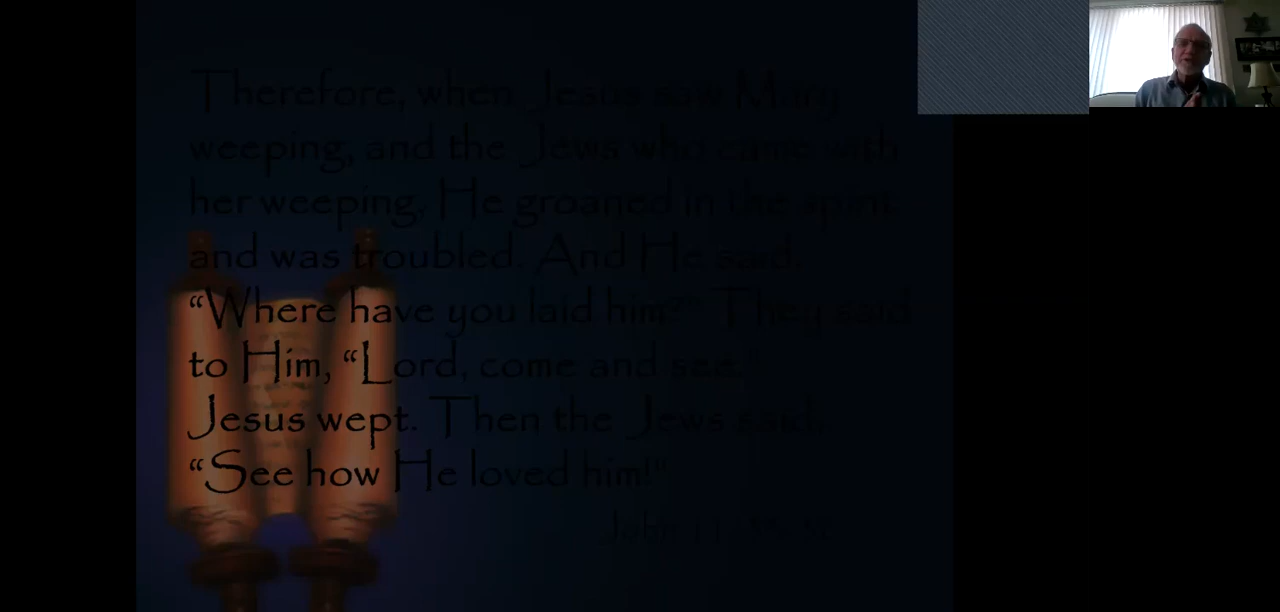 Therefore, when Jesus saw Mary
weeping, and the Jews who came with
her weeping, He groaned in the spirit
and was troubled. And He said,
“Where have you laid him?” They said
to Him, “Lord, come and see.”
Jesus wept. Then the Jews said,
“See how He loved him!”
John 11